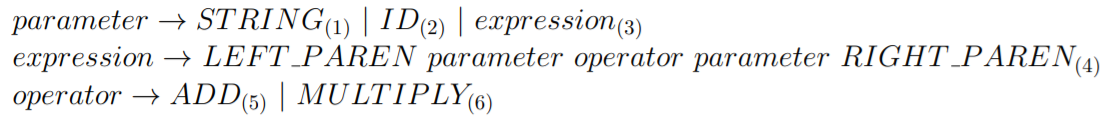 parameter → STRING(1) | ID(2) | expression(3)
expression → LEFT_PAREN parameter operator parameter RIGHT_PAREN(4)
operator → ADD(5) | MULTIPLY(6)